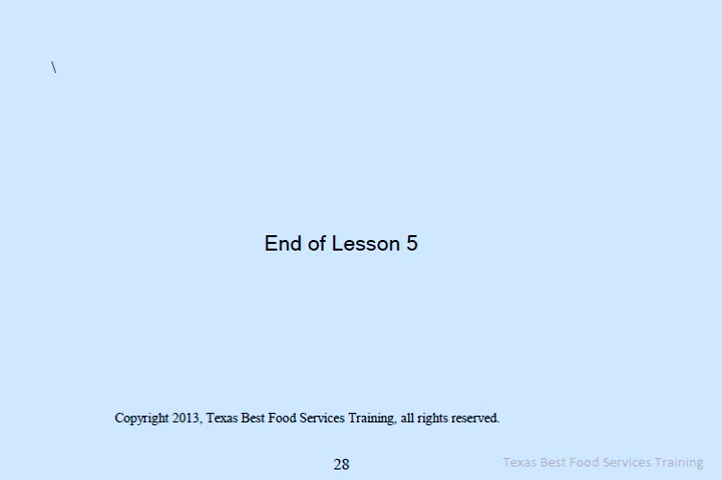 \
End of Lesson 5
Copyright 2013, Texas Best Food Services Training, all rights reserved.
28
Texas Best Food Services Training